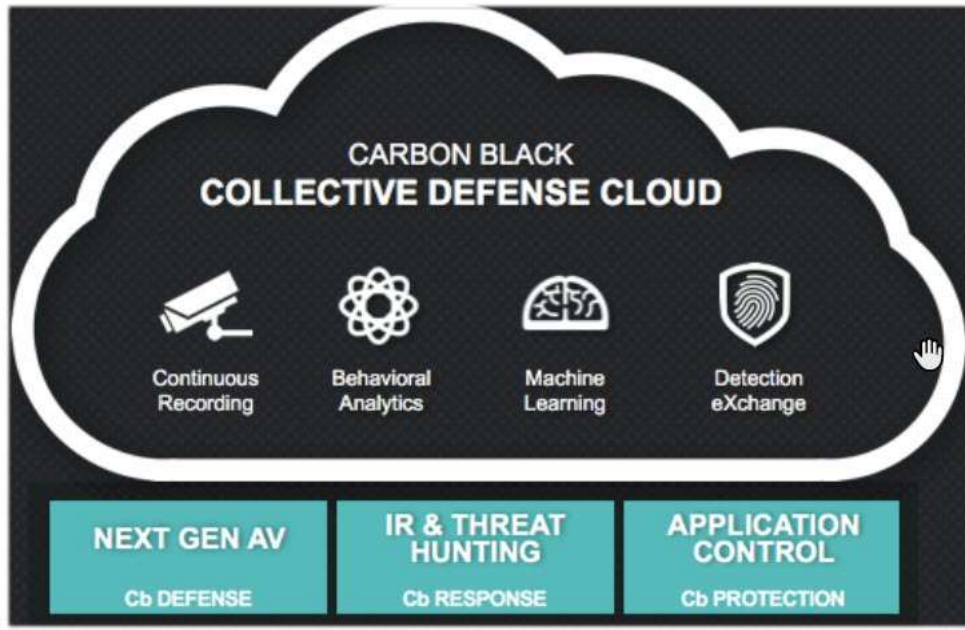 CARBON BLACK
COLLECTIVE DEFENSE CLOUD
Continuous
Recording
Behavioral
Analytics
Machine
Learning
Detection
eXchange
NEXT GEN AV
Cb DEFENSE
IR & THREAT
HUNTING
Cb RESPONSE
APPLICATION
CONTROL
Cb PROTECTION